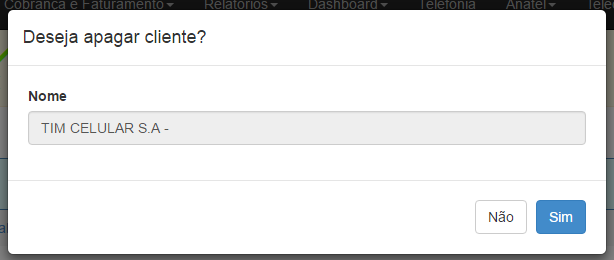 Cobrança e Faturamento Relatórios Dashboard Telefonia Anatel
Deseja apagar cliente?
Nome
TIM CELULAR S.A -
Não Sim